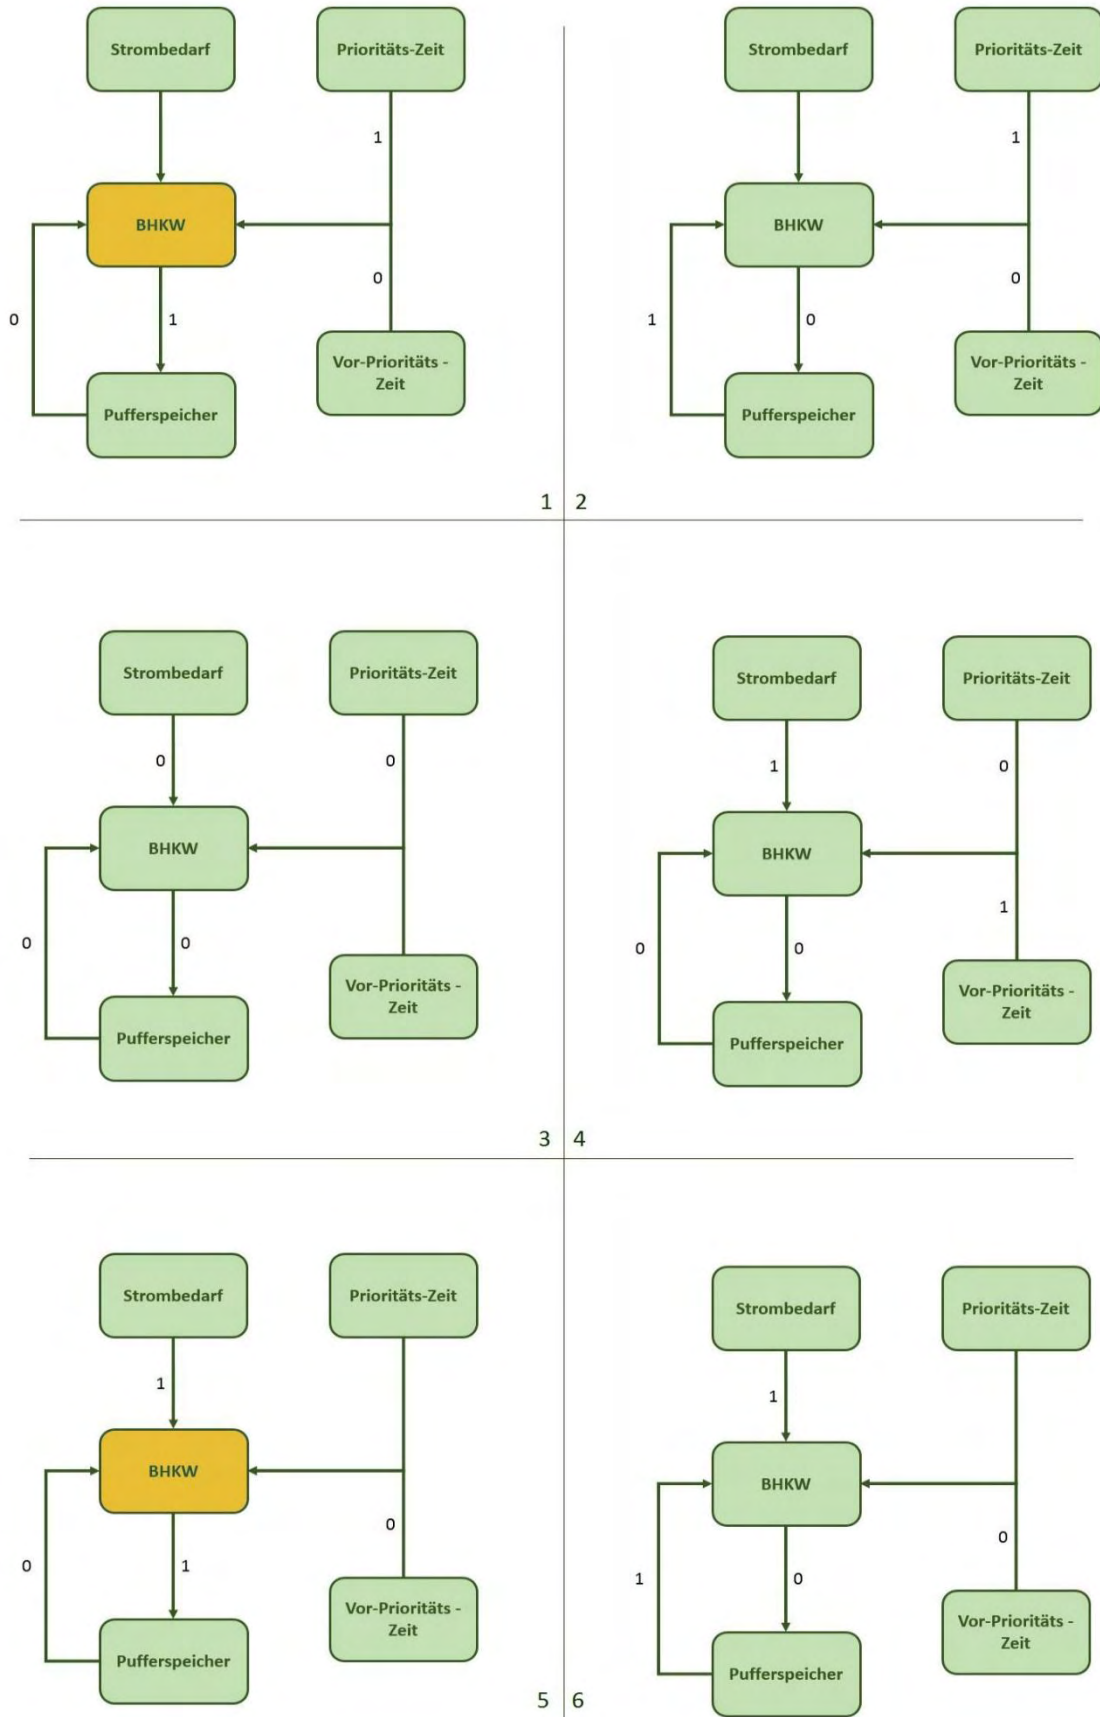 Strombedarf
Prioritäts-Zeit
1
BHKW
0
0
1
Vor-Prioritäts -
Zeit
Pufferspeicher
1
Strombedarf
Prioritäts-Zeit
1
BHKW
0
1
0
Vor-Prioritäts -
Zeit
Pufferspeicher
2
Strombedarf
Prioritäts-Zeit
0
0
BHKW
0
0
Vor-Prioritäts -
Zeit
Pufferspeicher
3
Strombedarf
Prioritäts-Zeit
1
0
BHKW
1
0
0
Vor-Prioritäts -
Zeit
Pufferspeicher
4
Strombedarf
Prioritäts-Zeit
1
BHKW
0
0
1
Vor-Prioritäts -
Zeit
Pufferspeicher
5
Strombedarf
Prioritäts-Zeit
1
BHKW
0
1
0
Vor-Prioritäts -
Zeit
Pufferspeicher
6